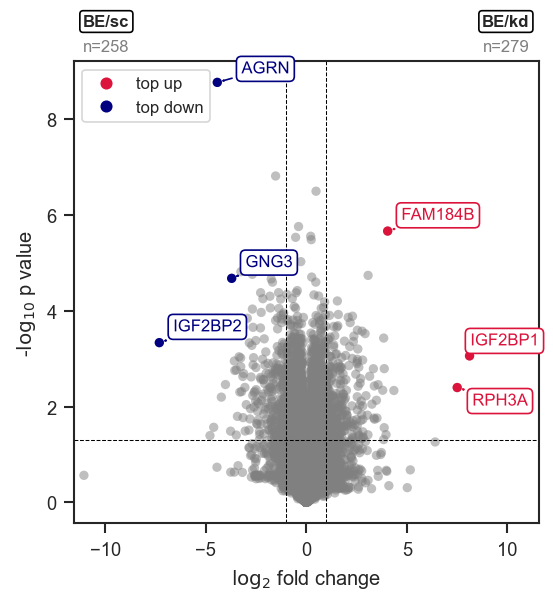 BE/sc BE/kd
n=258 n=279
AGRN
top up
top down
FAM184B
GNG3
IGF2BP2
IGF2BP1
RPH3A
-log₁₀ p value
8
6
4
2
0
−10 −5 0 5 10
log₂ fold change